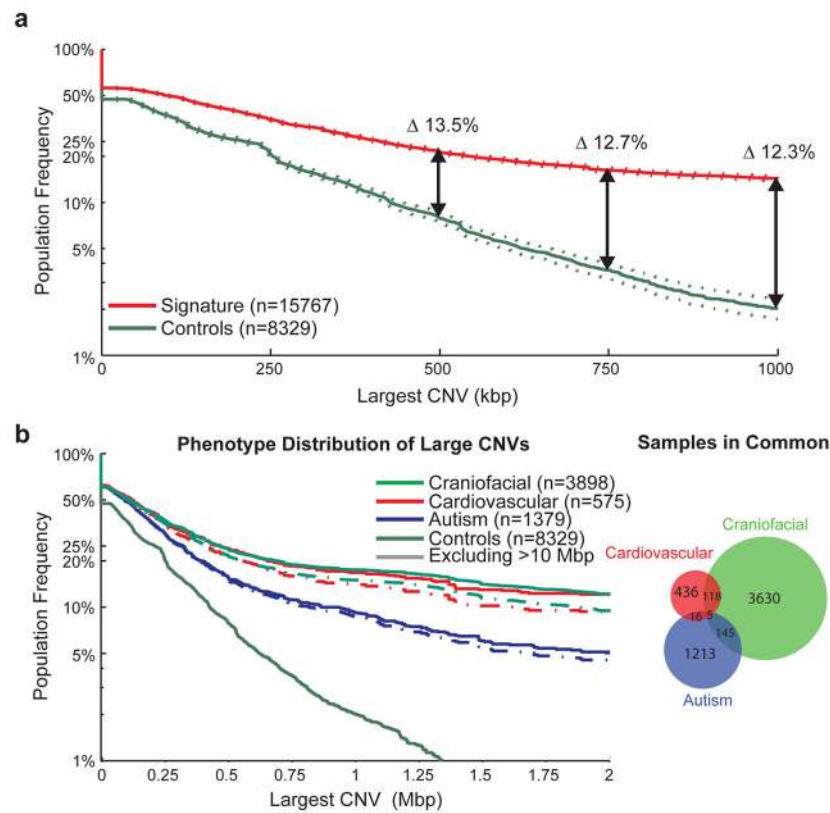 a
100%
50%
25%
20%
10%
5%
1%
Population Frequency
Δ 13.5%
Δ 12.7%
Δ 12.3%
Signature (n=15767)
Controls (n=8329)
0
250
500
750
1000
Largest CNV (kbp)
b
Phenotype Distribution of Large CNVs
100%
50%
25%
20%
10%
5%
1%
Population Frequency
Craniofacial (n=3898)
Cardiovascular (n=575)
Autism (n=1379)
Controls (n=8329)
Excluding >10 Mbp
0
0.25
0.5
0.75
1
1.25
1.5
1.75
2
Largest CNV (Mbp)
Samples in Common
Craniofacial
Cardiovascular
436
118
3630
16
5
145
1213
Autism